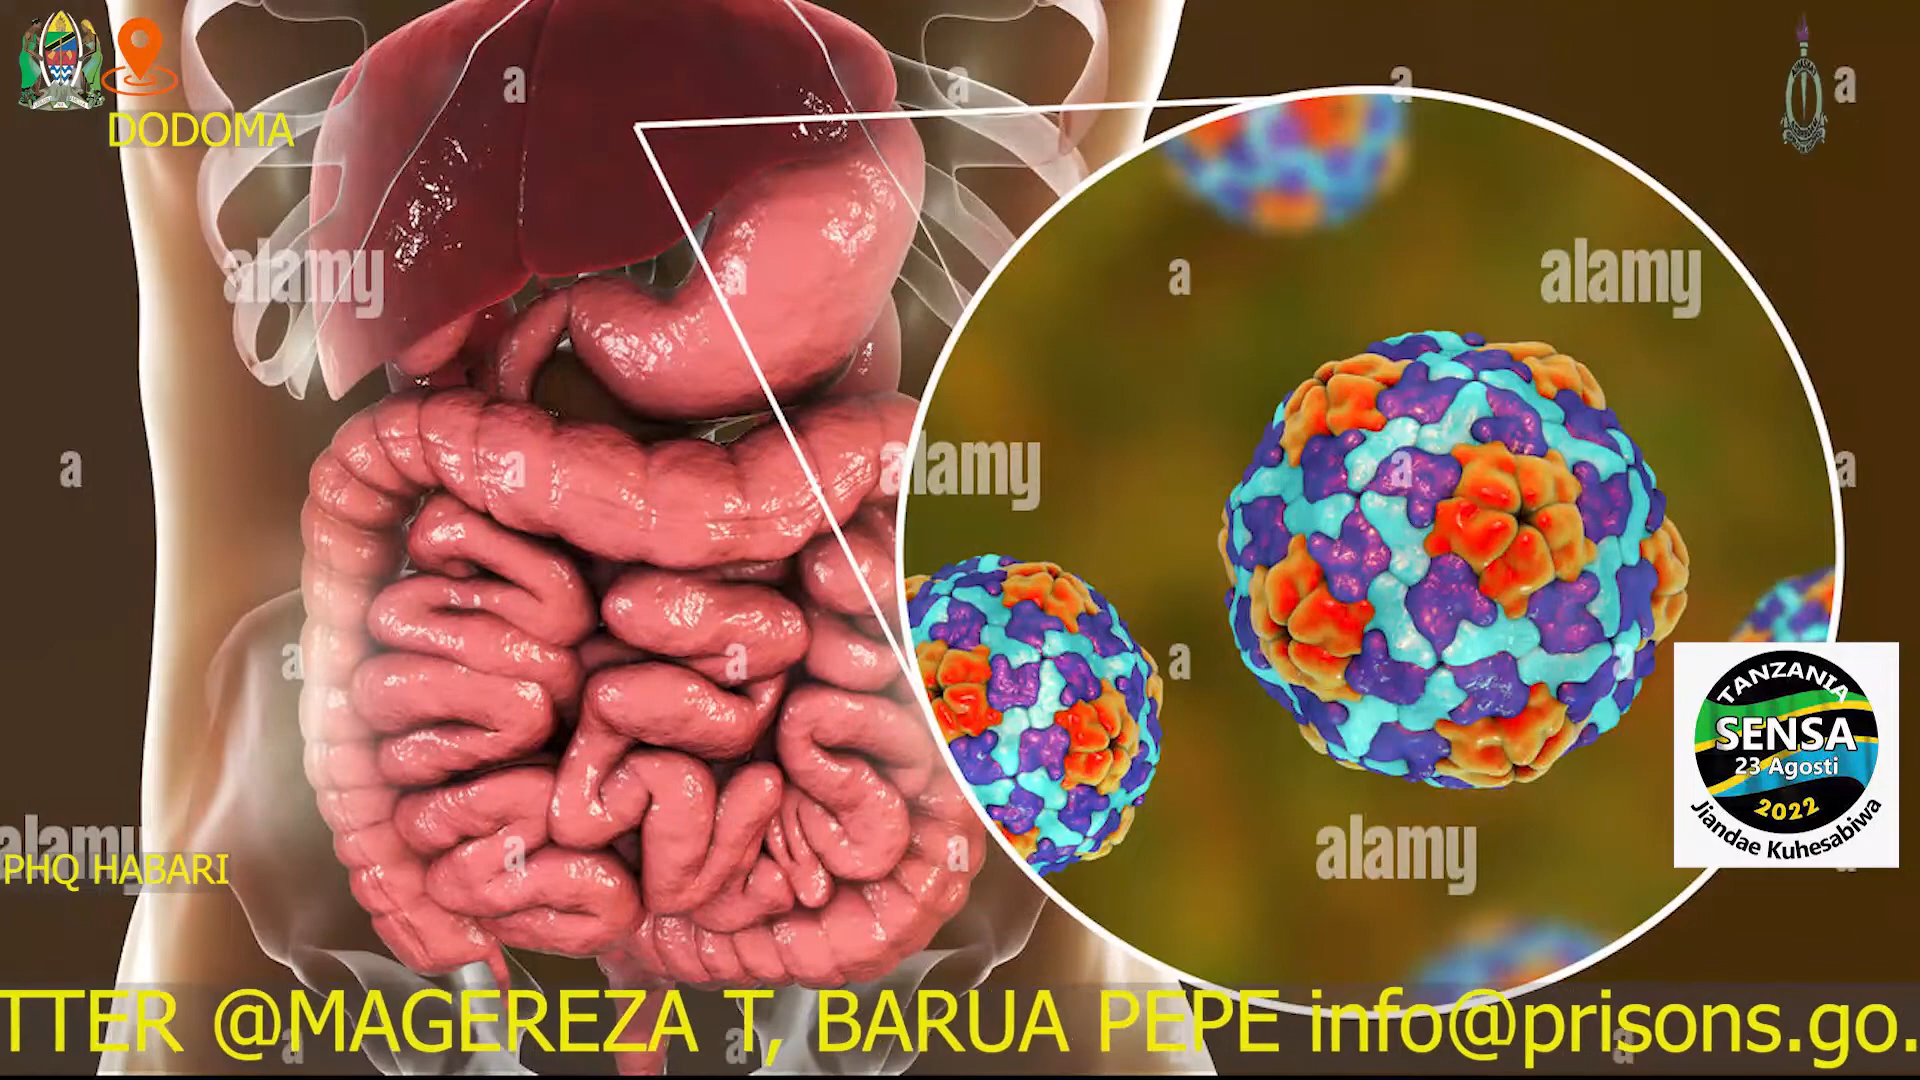 DODOMA
alamy
alamy
alamy
TANZANIA
SENSA
23 Agosti
2022
Jiandae Kuhesabiwa
alamy
alamy
PHQ HABARI
TTER @MAGEREZA T, BARUA PEPE info@prisons.go.